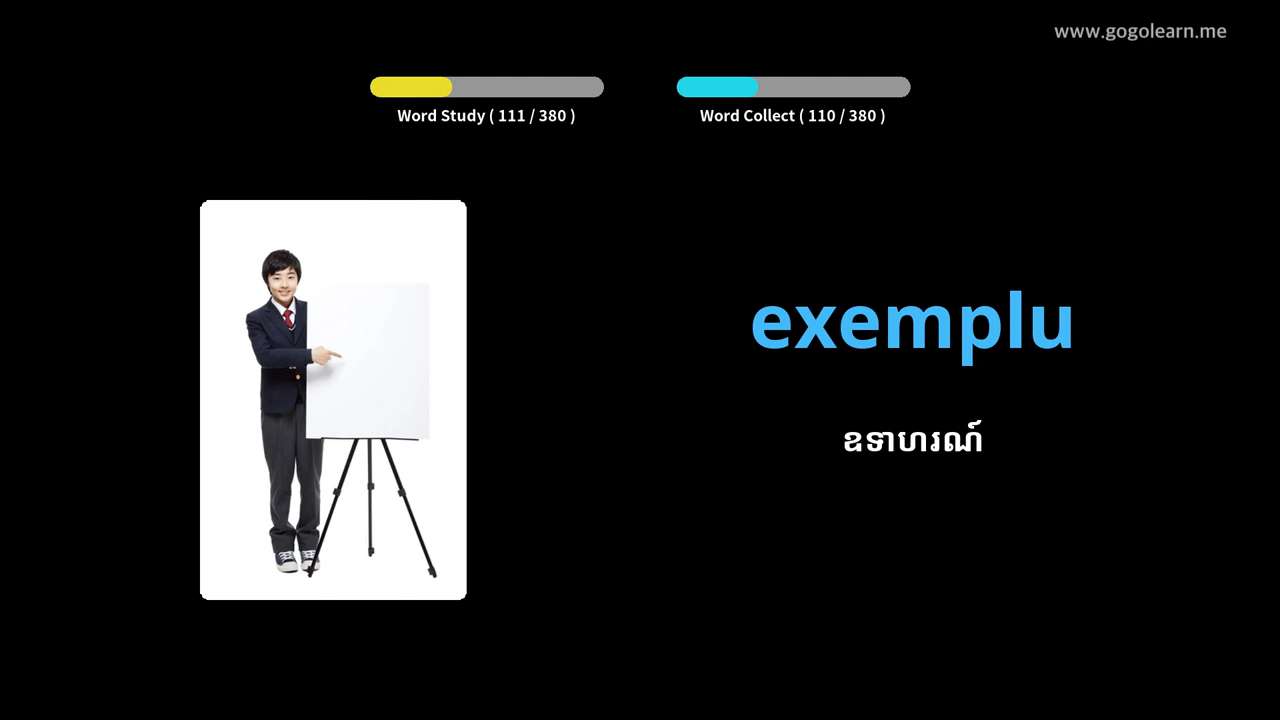 www.gogolearn.me
Word Study ( 111 / 380 )
Word Collect ( 110 / 380 )
exemplu
ឧទាហរណ៍